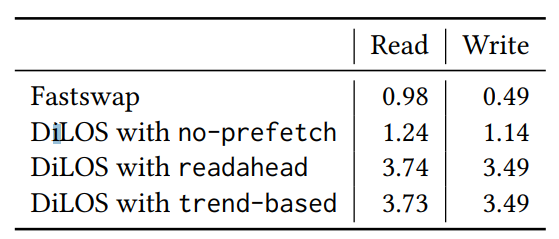 Read Write
Fastswap 0.98 0.49
DiLOS with no-prefetch 1.24 1.14
DiLOS with readahead 3.74 3.49
DiLOS with trend-based 3.73 3.49